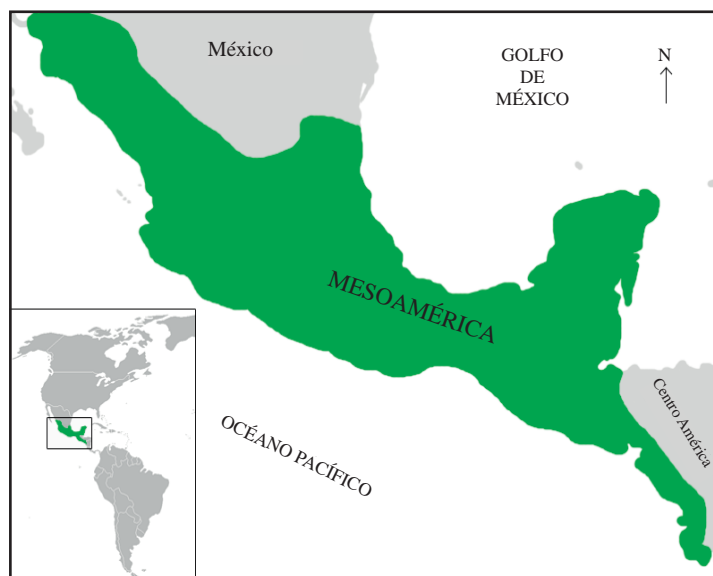 México
GOLFO
DE
MÉXICO
N
MESOAMÉRICA
Centro América
OCÉANO PACÍFICO